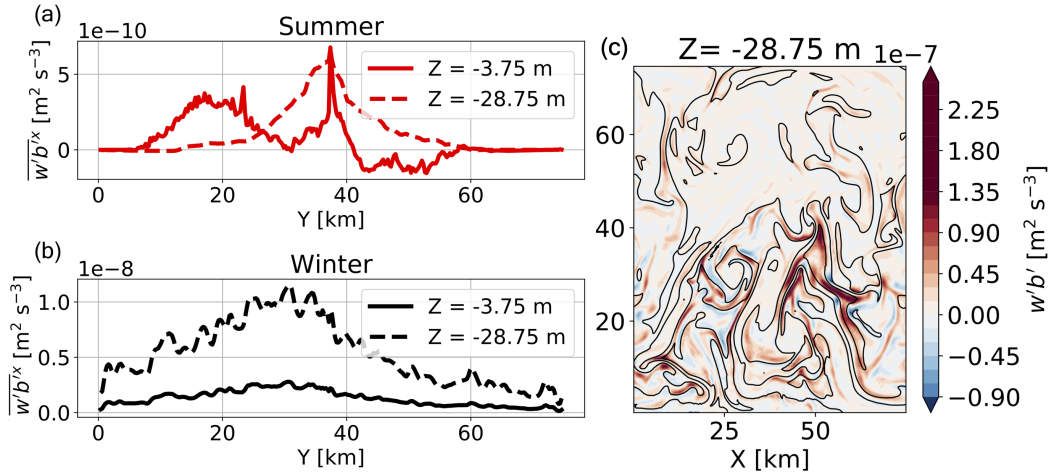 (a)
1e-10
Summer
w'b'ˣ [m² s⁻³]
5
0
Z = -3.75 m
Z = -28.75 m
0 20 40 60
Y [km]
(b)
1e-8
Winter
w'b'ˣ [m² s⁻³]
1.0
0.5
0.0
Z = -3.75 m
Z = -28.75 m
0 20 40 60
Y [km]
(c)
Z= -28.75 m
1e-7
60
40
20
25 50
X [km]
2.25
1.80
1.35
0.90
0.45
0.00
−0.45
−0.90
w'b' [m² s⁻³]